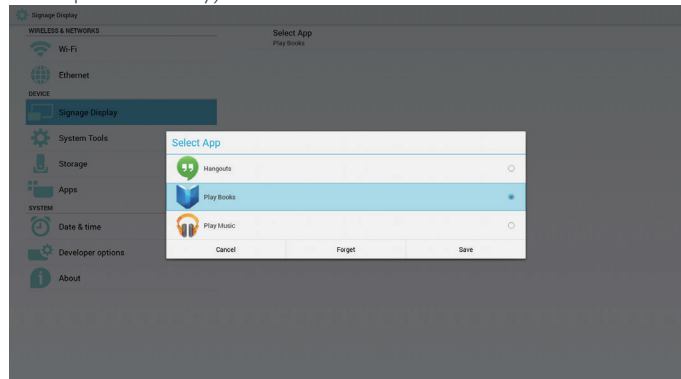 Signage Display
WIRELESS & NETWORKS
Wi-Fi
Ethernet
DEVICE
Signage Display
System Tools
Storage
Apps
SYSTEM
Date & time
Developer options
About
Select App
Play Books
Select App
Hangouts
Play Books
Play Music
Cancel Forget Save